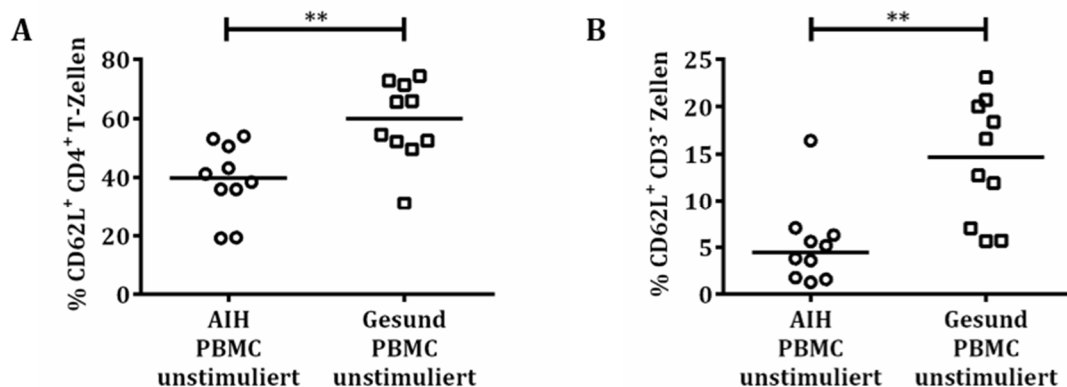 A
**
% CD62L⁺ CD4⁺ T-Zellen
80
60
40
20
0
AIH
PBMC
unstimuliert
Gesund
PBMC
unstimuliert
B
**
% CD62L⁺ CD3⁻ Zellen
25
20
15
10
5
0
AIH
PBMC
unstimuliert
Gesund
PBMC
unstimuliert